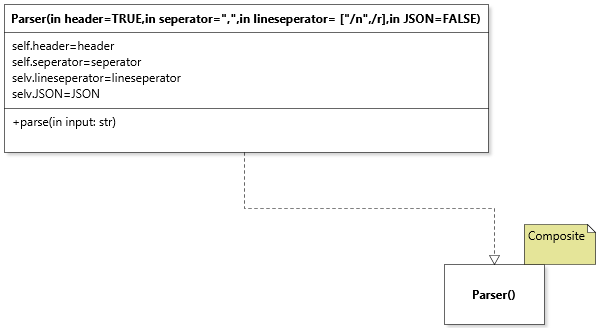 Parser(in header=TRUE,in seperator=",",in lineseperator= ["/n",/r],in JSON=FALSE)
self.header=header
self.seperator=seperator
selv.lineseperator=lineseperator
selv.JSON=JSON
+parse(in input: str)
Composite
Parser()